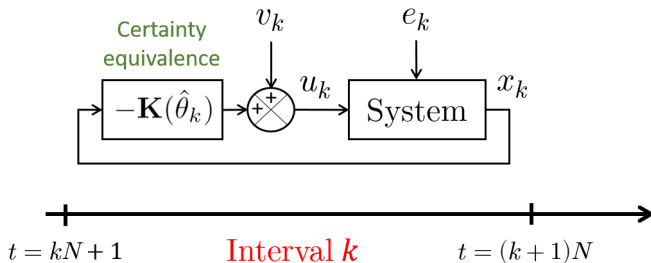 Certainty
equivalence
v_k
e_k
−K(θ̂_k)
+
+
u_k
System
x_k
t = kN + 1
Interval k
t = (k + 1)N